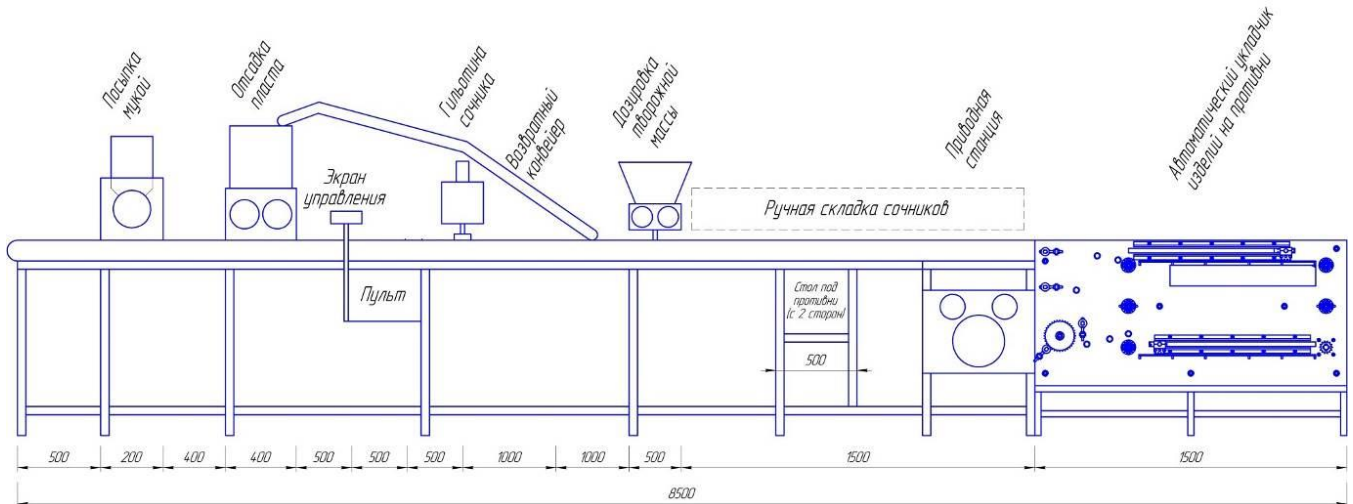 Посыпка
мукой
Отсадка
пласта
Гильотина
сочника
Возвратный
конвейер
Дозировка
творожной
массы
Приводная
станция
Автоматический укладчик
изделий на противни
Экран
управления
Ручная складка сочников
Пульт
Стол под
противни
(с 2 сторон)
500
500
200
400
400
500
500
500
1000
1000
500
1500
1500
8500